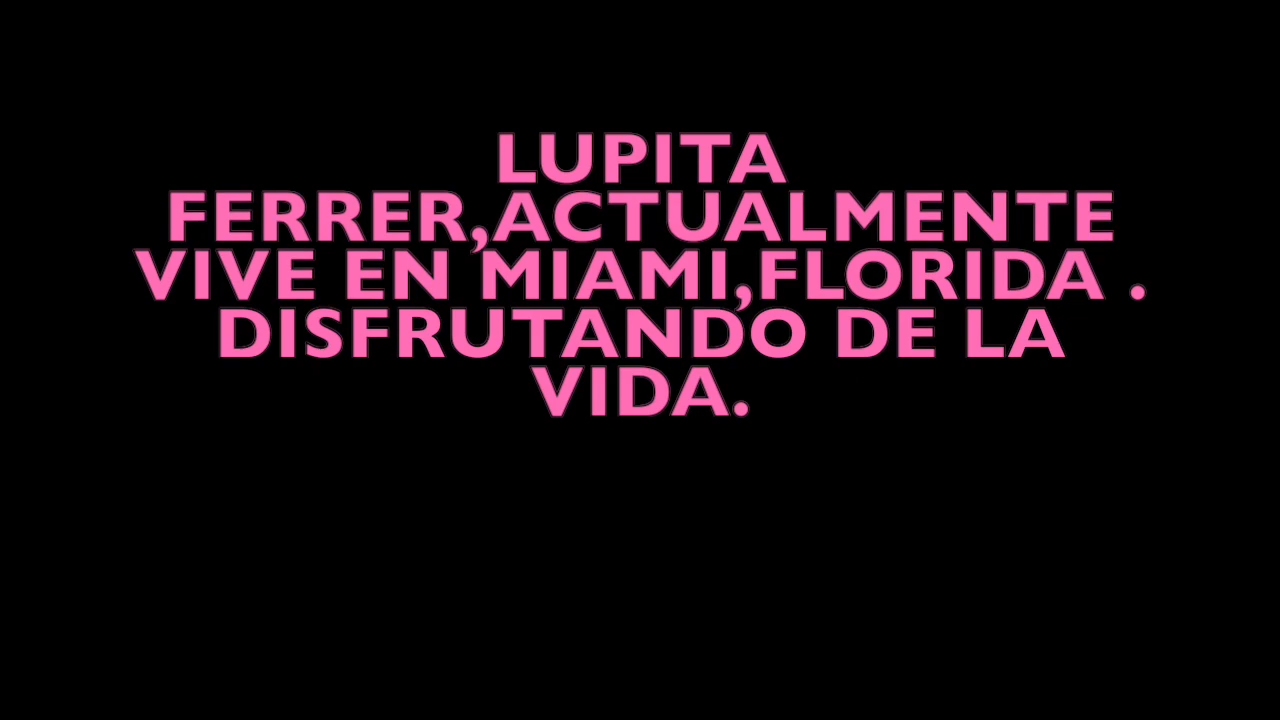 LUPITA
FERRER,ACTUALMENTE
VIVE EN MIAMI,FLORIDA .
DISFRUTANDO DE LA
VIDA.